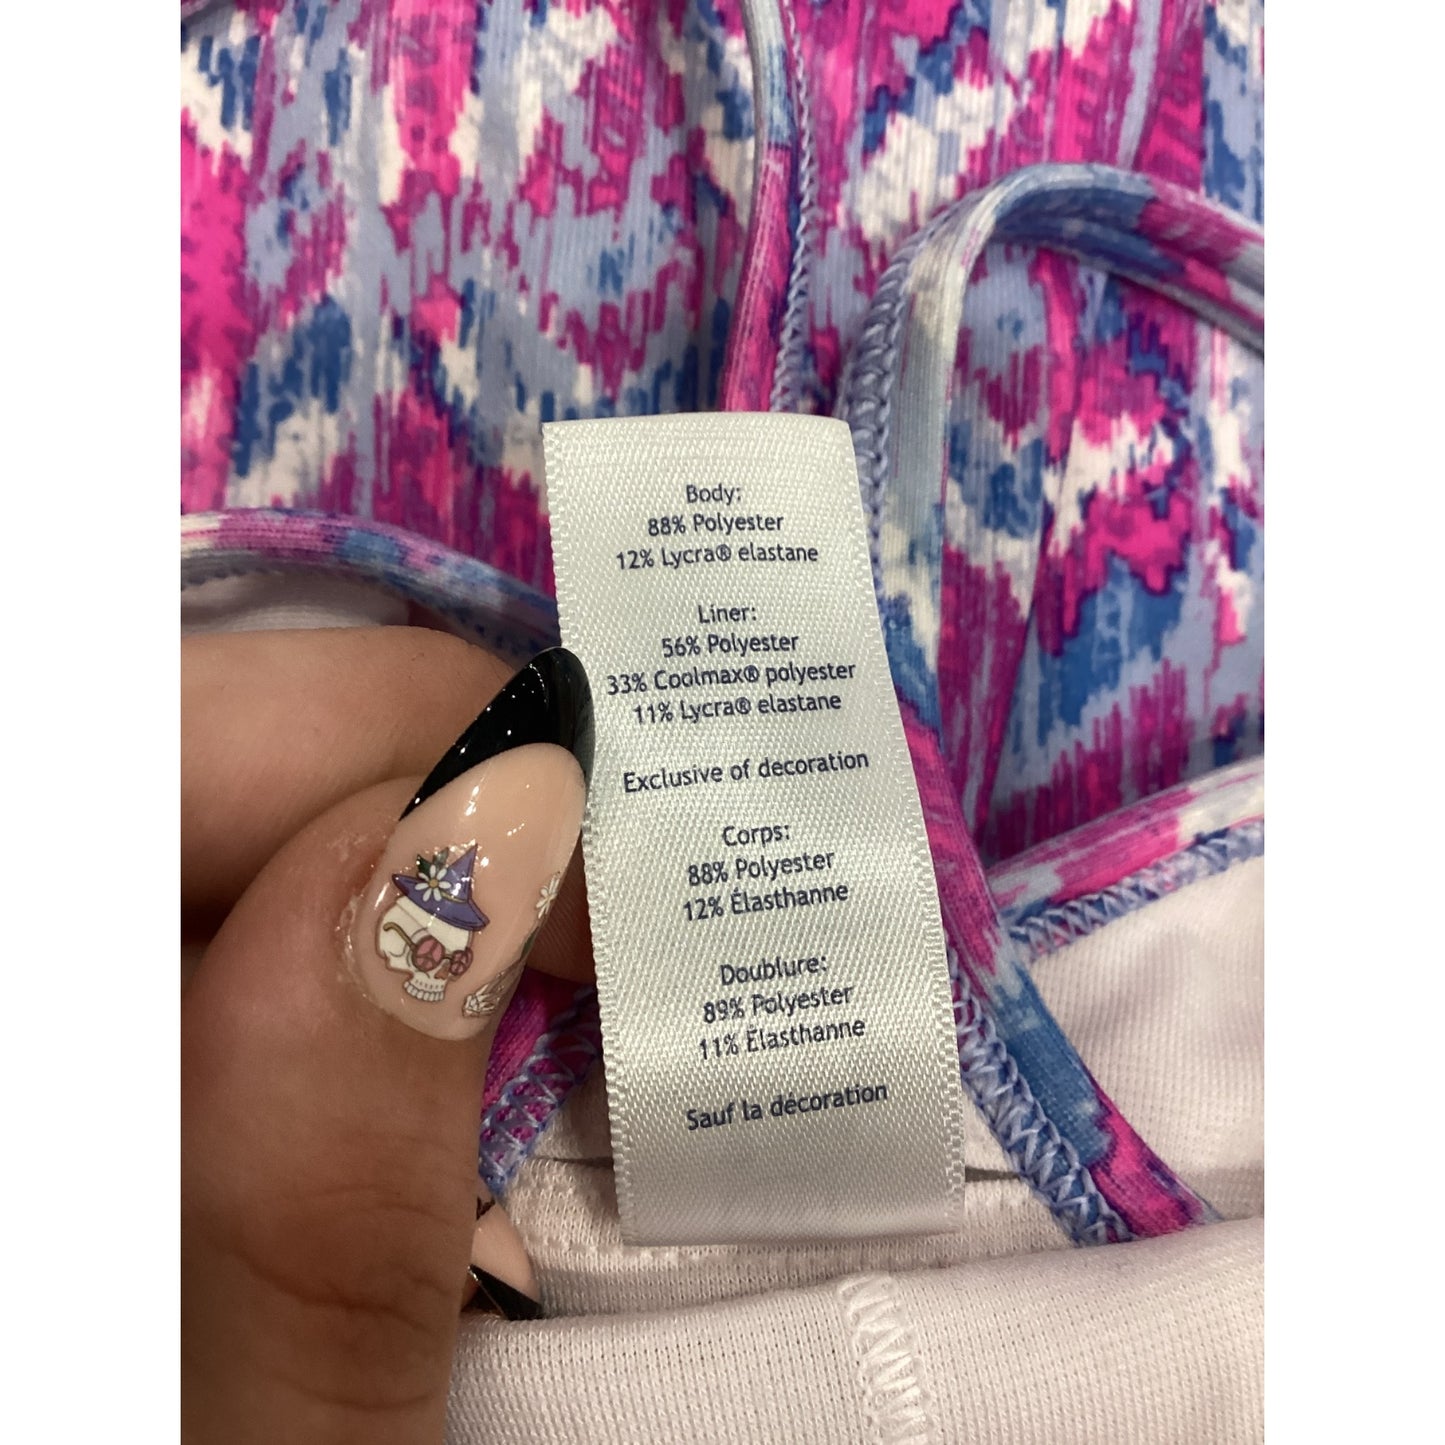 Body:
88% Polyester
12% Lycra® elastane
Liner:
56% Polyester
33% Coolmax® polyester
11% Lycra® elastane
Exclusive of decoration
Corps:
88% Polyester
12% Élasthanne
Doublure:
89% Polyester
11% Élasthanne
Sauf la décoration